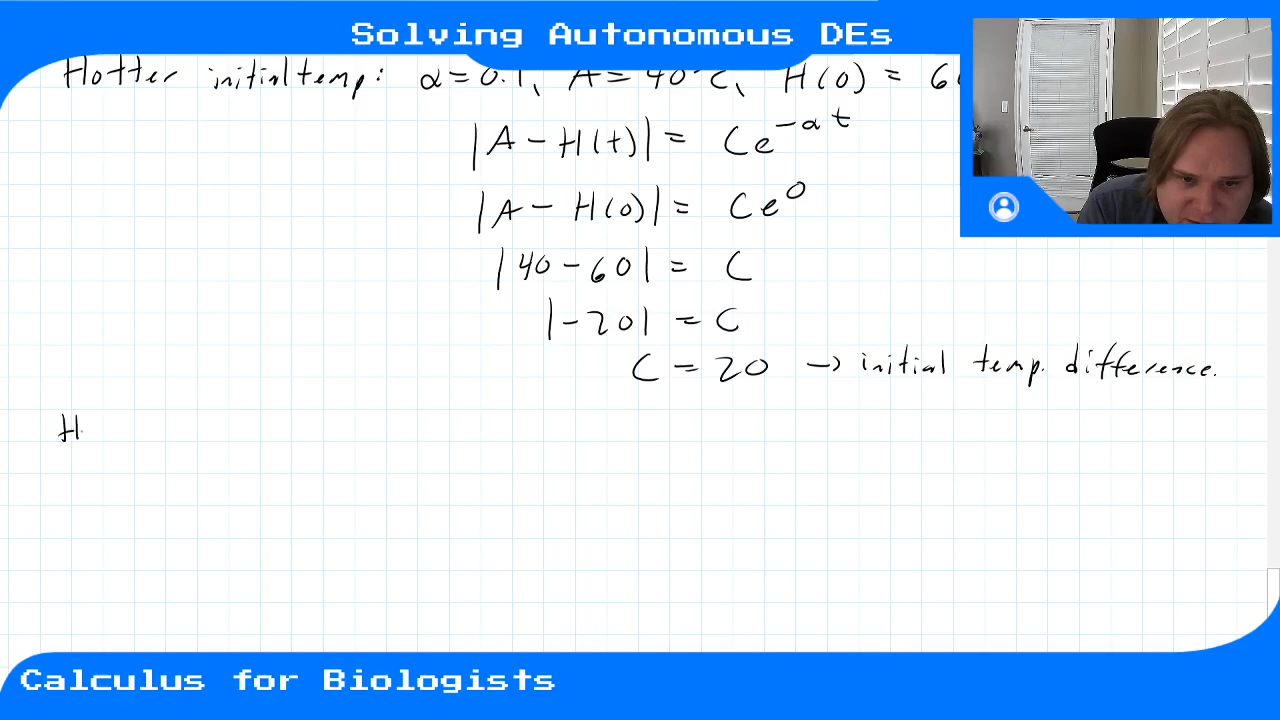 Solving Autonomous DEs
Hotter initial temp: α = 0.1, A = 40°C, H(0) = 60
|A - H(t)| = Ce^{-αt}
|A - H(0)| = Ce^0
|40 - 60| = C
|-20| = C
C = 20 → initial temp. difference.
H
Calculus for Biologists